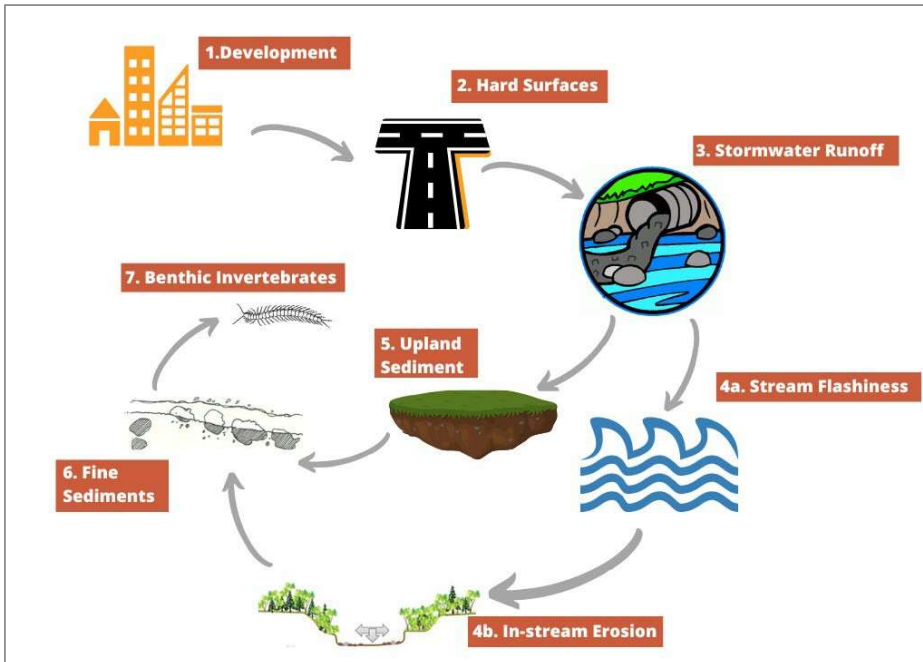 1.Development
2. Hard Surfaces
3. Stormwater Runoff
4a. Stream Flashiness
4b. In-stream Erosion
5. Upland
Sediment
6. Fine
Sediments
7. Benthic Invertebrates